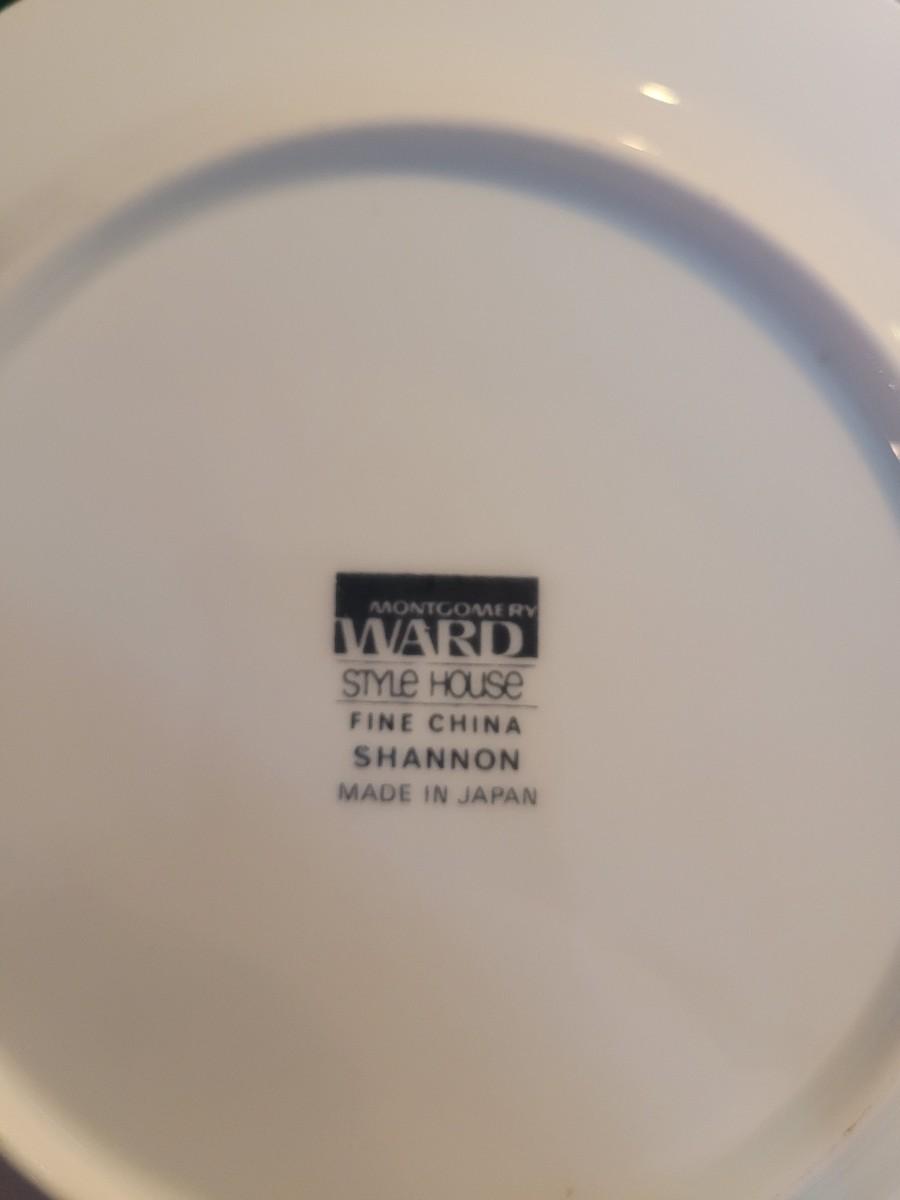 MONTGOMERY
WARD
STYLE HOUSE
FINE CHINA
SHANNON
MADE IN JAPAN